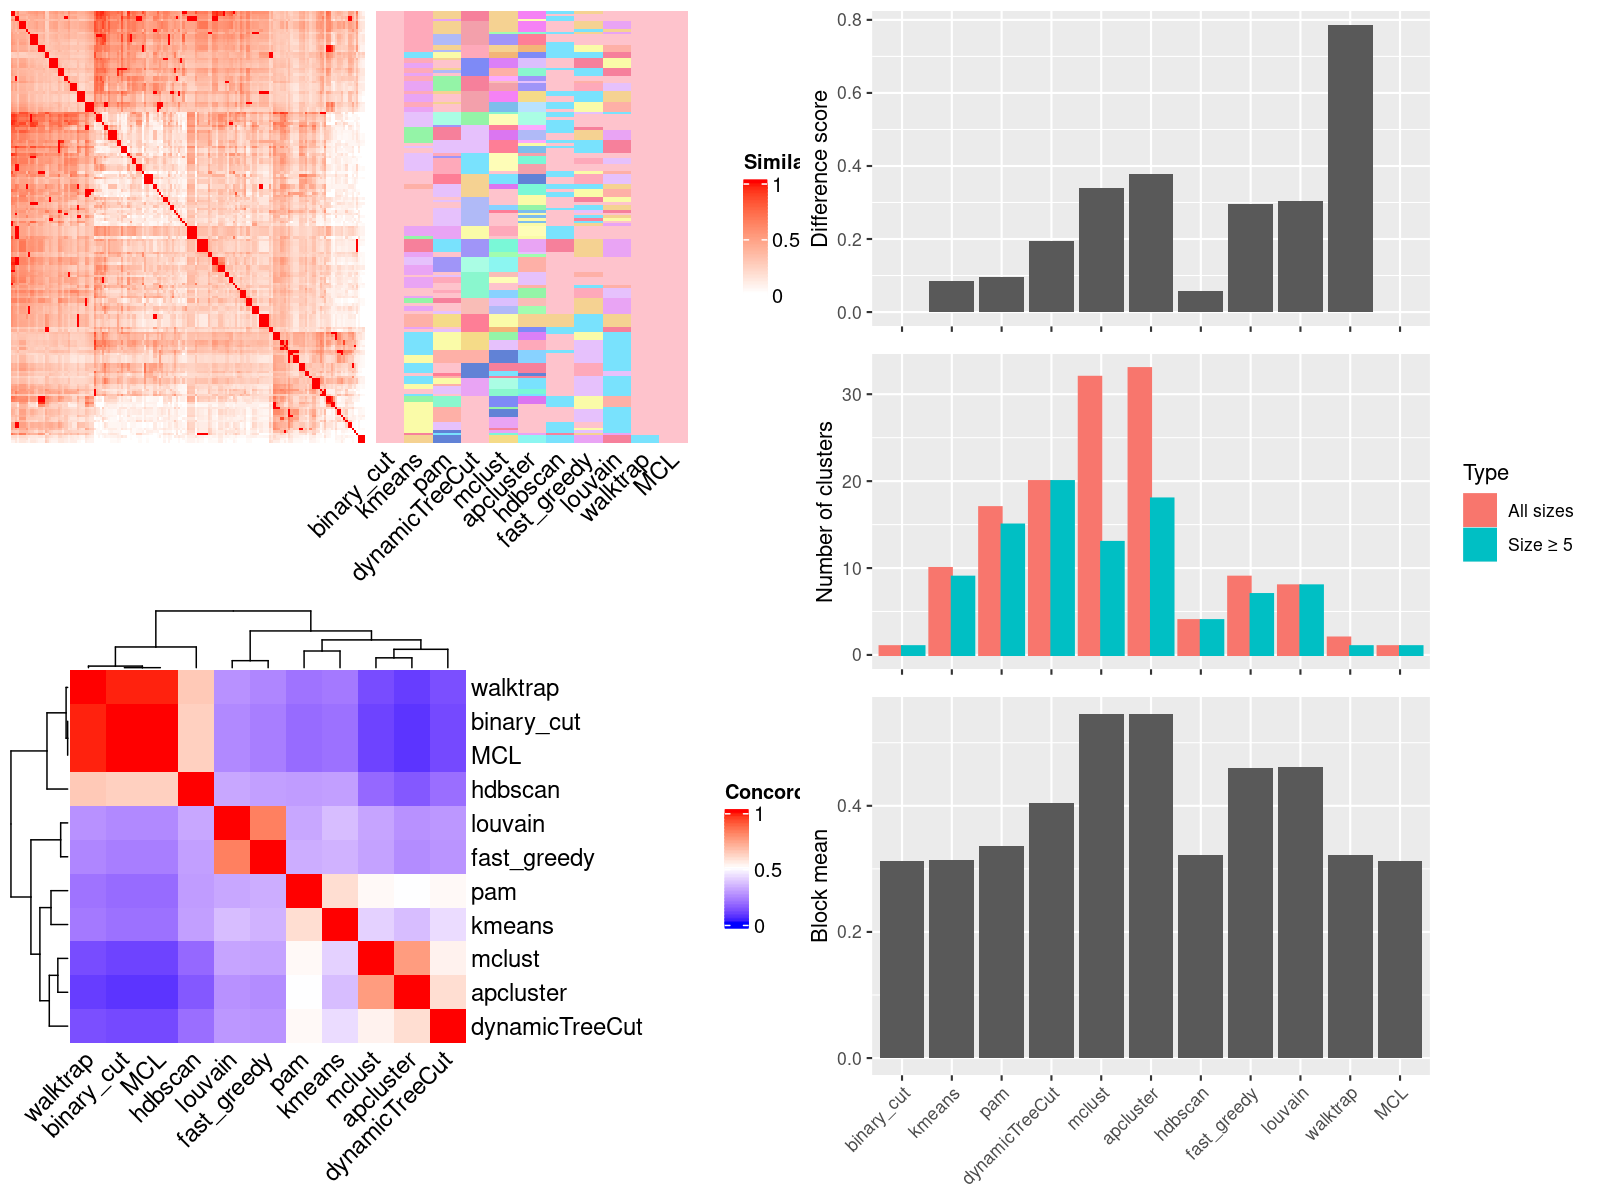 Simila
1
0.5
0
binary_cut
kmeans
pam
dynamicTreeCut
mclust
apcluster
hdbscan
fast_greedy
louvain
walktrap
MCL
walktrap
binary_cut
MCL
hdbscan
louvain
fast_greedy
pam
kmeans
mclust
apcluster
dynamicTreeCut
walktrap
binary_cut
MCL
hdbscan
louvain
fast_greedy
pam
kmeans
mclust
apcluster
dynamicTreeCut
Concord
1
0.5
0
Difference score
0.8
0.6
0.4
0.2
0.0
Number of clusters
30
20
10
0
Type
All sizes
Size ≥ 5
Block mean
0.4
0.2
0.0
binary_cut
kmeans
pam
dynamicTreeCut
mclust
apcluster
hdbscan
fast_greedy
louvain
walktrap
MCL